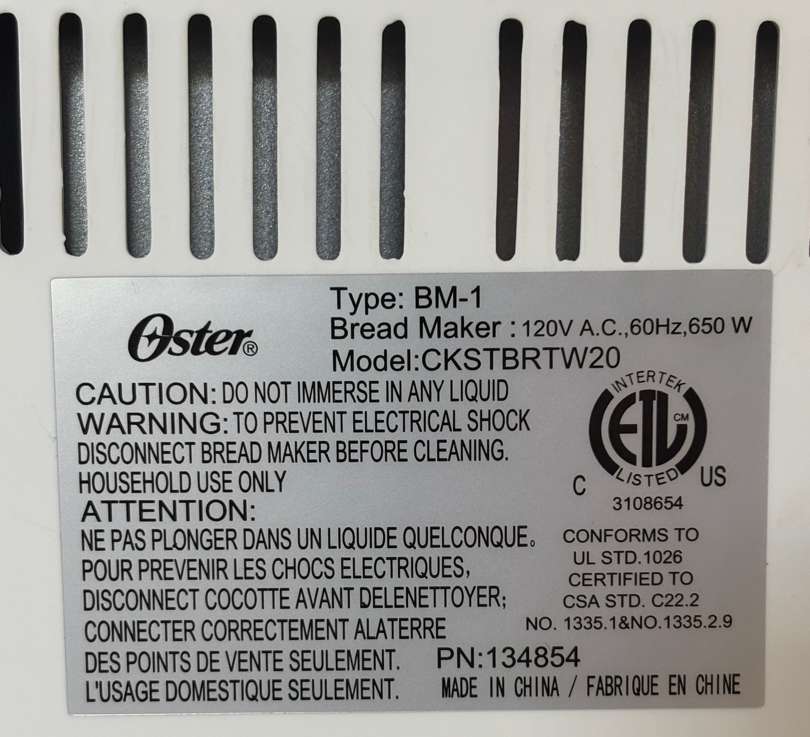 Oster®
Type: BM-1
Bread Maker : 120V A.C.,60Hz,650 W
Model:CKSTBRTW20
CAUTION: DO NOT IMMERSE IN ANY LIQUID
WARNING: TO PREVENT ELECTRICAL SHOCK
DISCONNECT BREAD MAKER BEFORE CLEANING.
HOUSEHOLD USE ONLY
ATTENTION:
NE PAS PLONGER DANS UN LIQUIDE QUELCONQUE。
POUR PREVENIR LES CHOCS ELECTRIQUES,
DISCONNECT COCOTTE AVANT DELENETTOYER;
CONNECTER CORRECTEMENT ALATERRE
DES POINTS DE VENTE SEULEMENT.
L'USAGE DOMESTIQUE SEULEMENT.
INTERTEK
ETL CM
LISTED
C US
3108654
CONFORMS TO
UL STD.1026
CERTIFIED TO
CSA STD. C22.2
NO. 1335.1&NO.1335.2.9
PN:134854
MADE IN CHINA / FABRIQUE EN CHINE